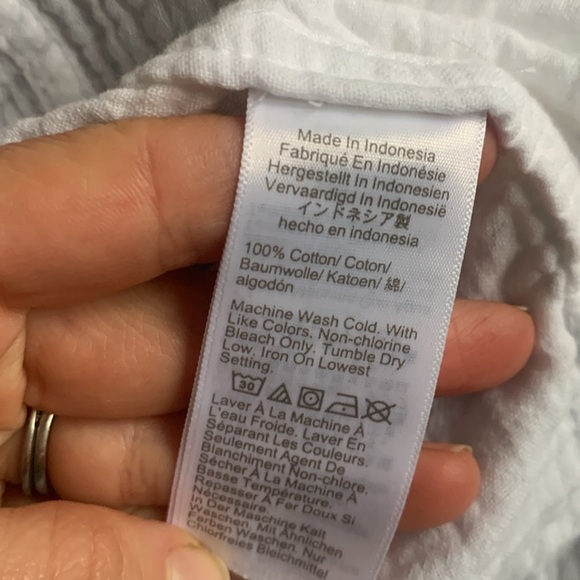 Made In Indonesia
Fabriqué En Indonésie
Hergestellt In Indonesien
Vervaardigd In Indonesië
インドネシア製
hecho en indonesia
100% Cotton/ Coton/
Baumwolle/ Katoen/ 綿/
algodón
Machine Wash Cold. With
Like Colors. Non-chlorine
Bleach Only. Tumble Dry
Low. Iron On Lowest
Setting.
30
Laver À La Machine À
L'eau Froide. Laver En
Séparant Les Couleurs.
Seulement Agent De
Blanchiment Non-chlore.
Sécher À La Machine À
Basse Température.
Repasser À Fer Doux Si
Nécessaire.
In Der Maschine Kalt
Waschen. Mit Ähnlichen
Farben Waschen. Nur
Chlorfreies Bleichmittel